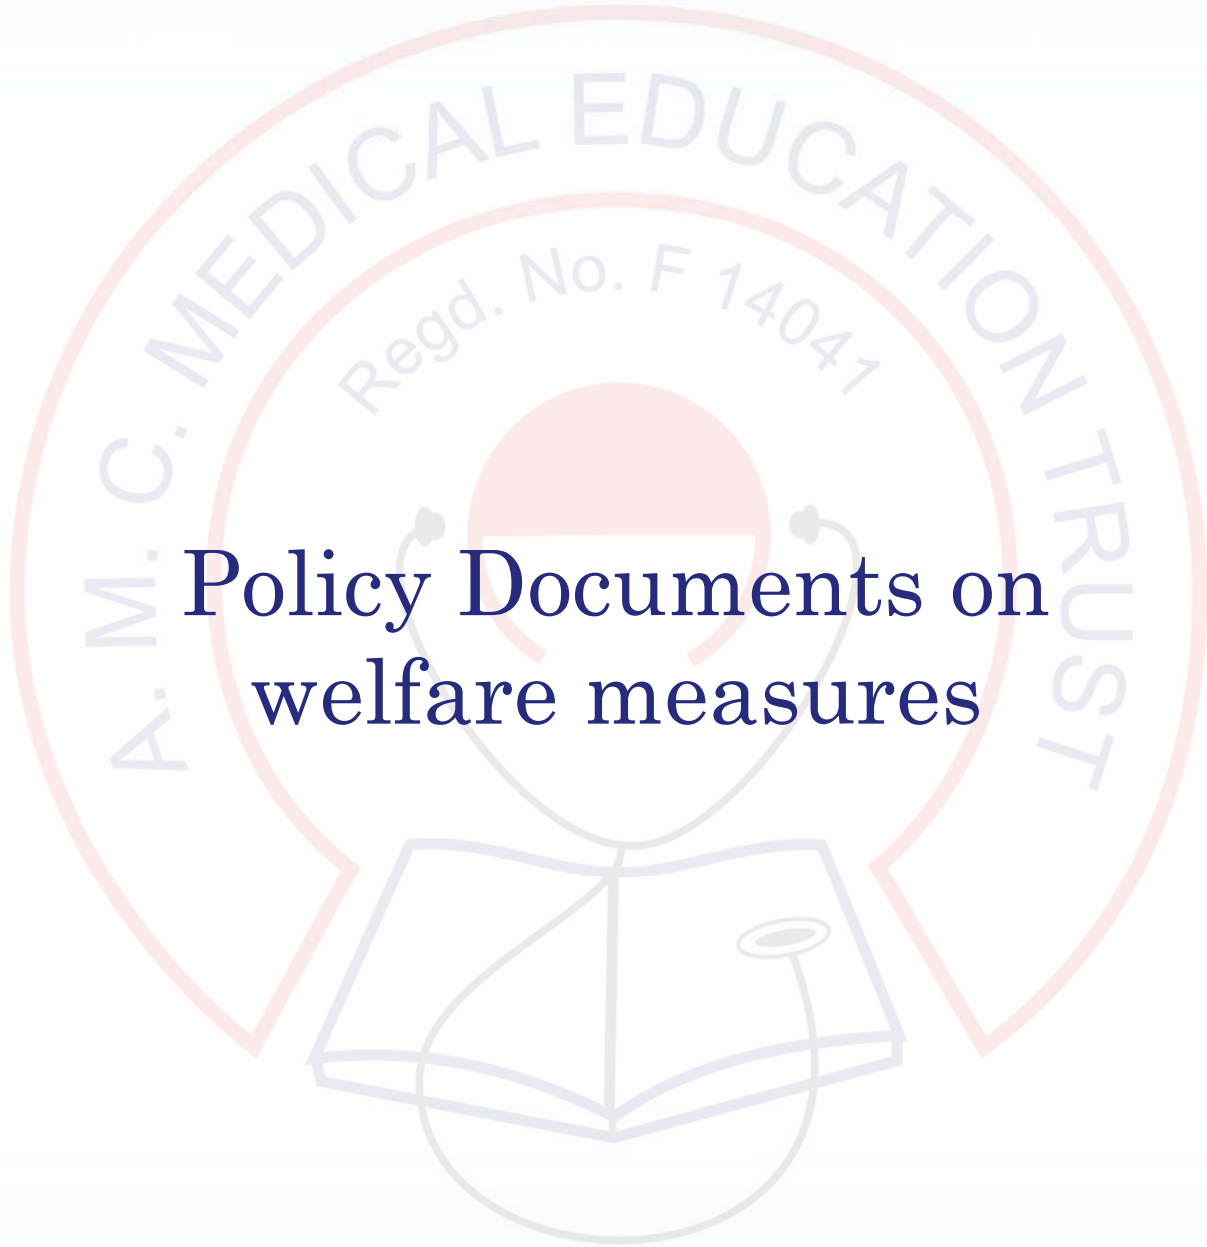 A. M. C. MEDICAL EDUCATION TRUST
Regd. No. F 14041
Policy Documents on
welfare measures